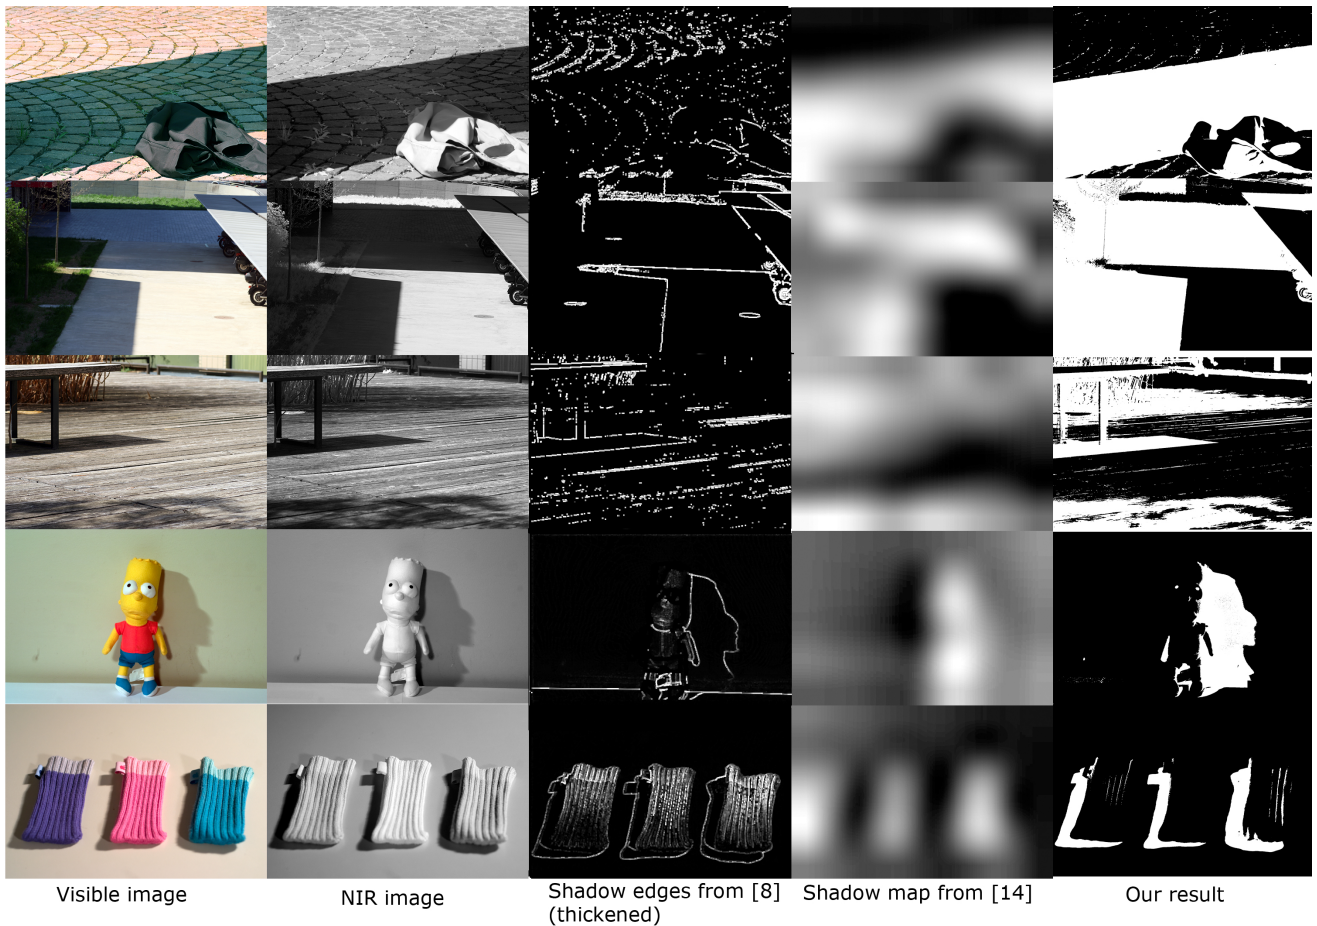 Visible image
NIR image
Shadow edges from [8]
(thickened)
Shadow map from [14]
Our result